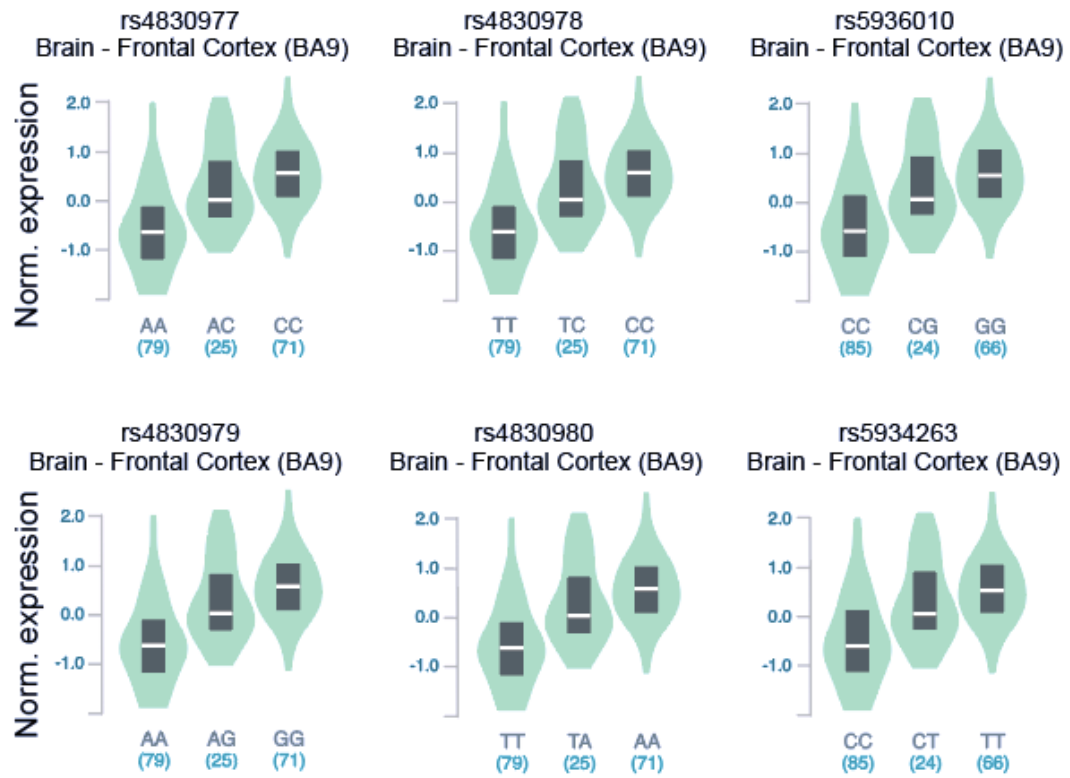 rs4830977
Brain - Frontal Cortex (BA9)
Norm. expression
2.0
1.0
0.0
-1.0
AA AC CC
(79) (25) (71)
rs4830978
Brain - Frontal Cortex (BA9)
2.0
1.0
0.0
-1.0
TT TC CC
(79) (25) (71)
rs5936010
Brain - Frontal Cortex (BA9)
2.0
1.0
0.0
-1.0
CC CG GG
(85) (24) (66)
rs4830979
Brain - Frontal Cortex (BA9)
Norm. expression
2.0
1.0
0.0
-1.0
AA AG GG
(79) (25) (71)
rs4830980
Brain - Frontal Cortex (BA9)
2.0
1.0
0.0
-1.0
TT TA AA
(79) (25) (71)
rs5934263
Brain - Frontal Cortex (BA9)
2.0
1.0
0.0
-1.0
CC CT TT
(85) (24) (66)